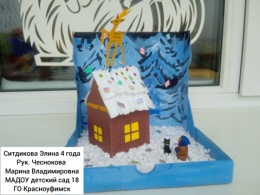 Ситдикова Элина 4 года
Рук. Чеснокова
Марина Владимировна
МАДОУ детский сад 18
ГО Красноуфимск